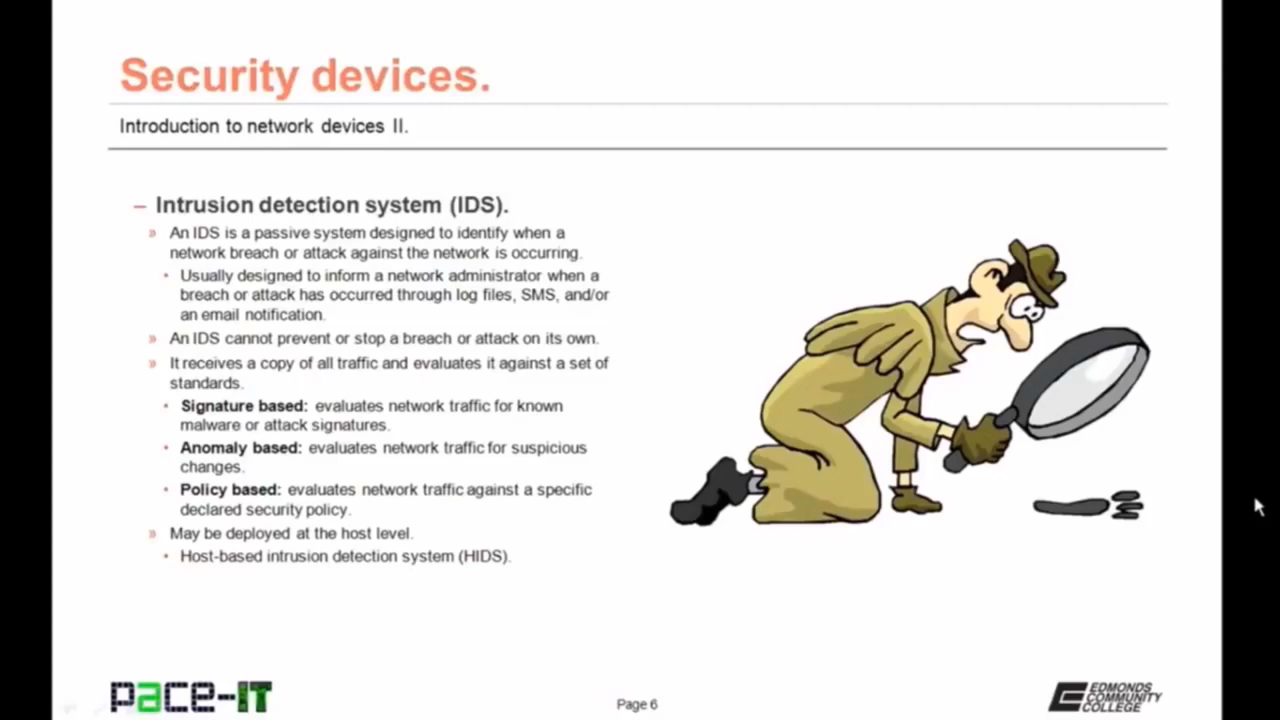 Security devices.
Introduction to network devices II.
– Intrusion detection system (IDS).
» An IDS is a passive system designed to identify when a
network breach or attack against the network is occurring.
• Usually designed to inform a network administrator when a
breach or attack has occurred through log files, SMS, and/or
an email notification.
» An IDS cannot prevent or stop a breach or attack on its own.
» It receives a copy of all traffic and evaluates it against a set of
standards.
• Signature based: evaluates network traffic for known
malware or attack signatures.
• Anomaly based: evaluates network traffic for suspicious
changes.
• Policy based: evaluates network traffic against a specific
declared security policy.
» May be deployed at the host level.
• Host-based intrusion detection system (HIDS).
pace-IT
Page 6
EDMONDS
COMMUNITY
COLLEGE